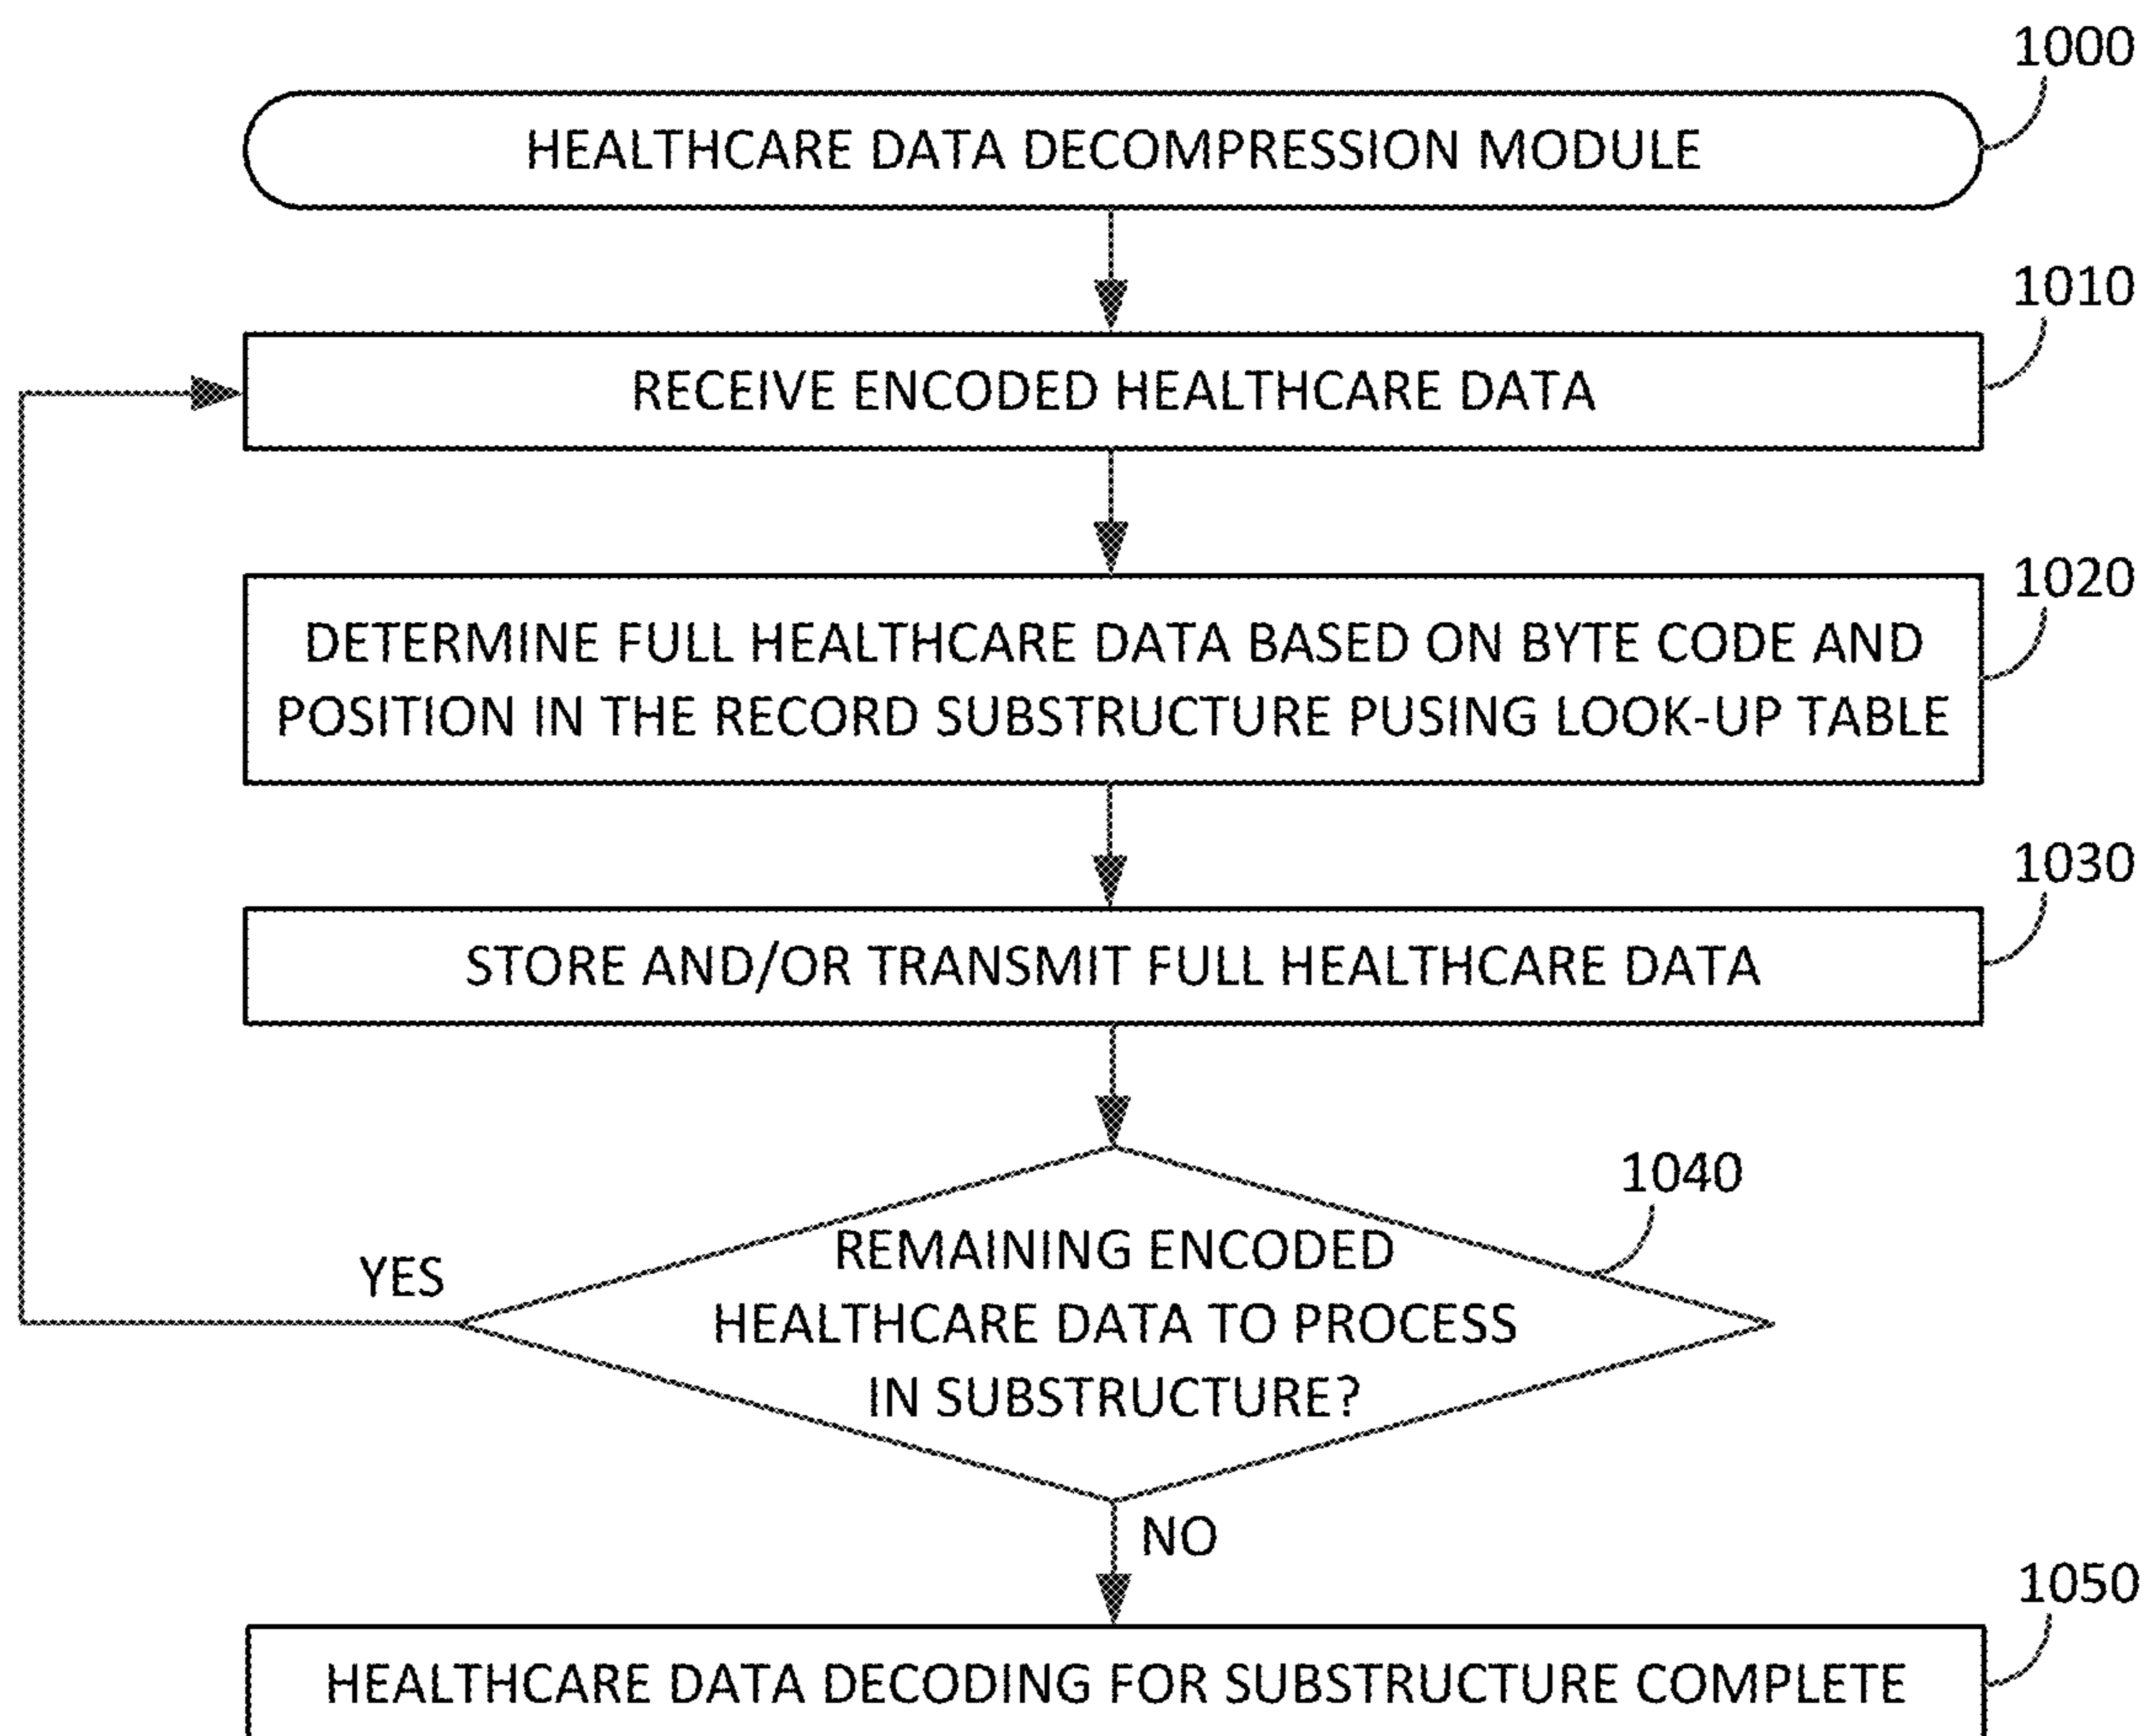 1000
HEALTHCARE DATA DECOMPRESSION MODULE
1010
RECEIVE ENCODED HEALTHCARE DATA
1020
DETERMINE FULL HEALTHCARE DATA BASED ON BYTE CODE AND
POSITION IN THE RECORD SUBSTRUCTURE PUSING LOOK-UP TABLE
1030
STORE AND/OR TRANSMIT FULL HEALTHCARE DATA
1040
REMAINING ENCODED
YES
HEALTHCARE DATA TO PROCESS
IN SUBSTRUCTURE?
NO
1050
HEALTHCARE DATA DECODING FOR SUBSTRUCTURE COMPLETE